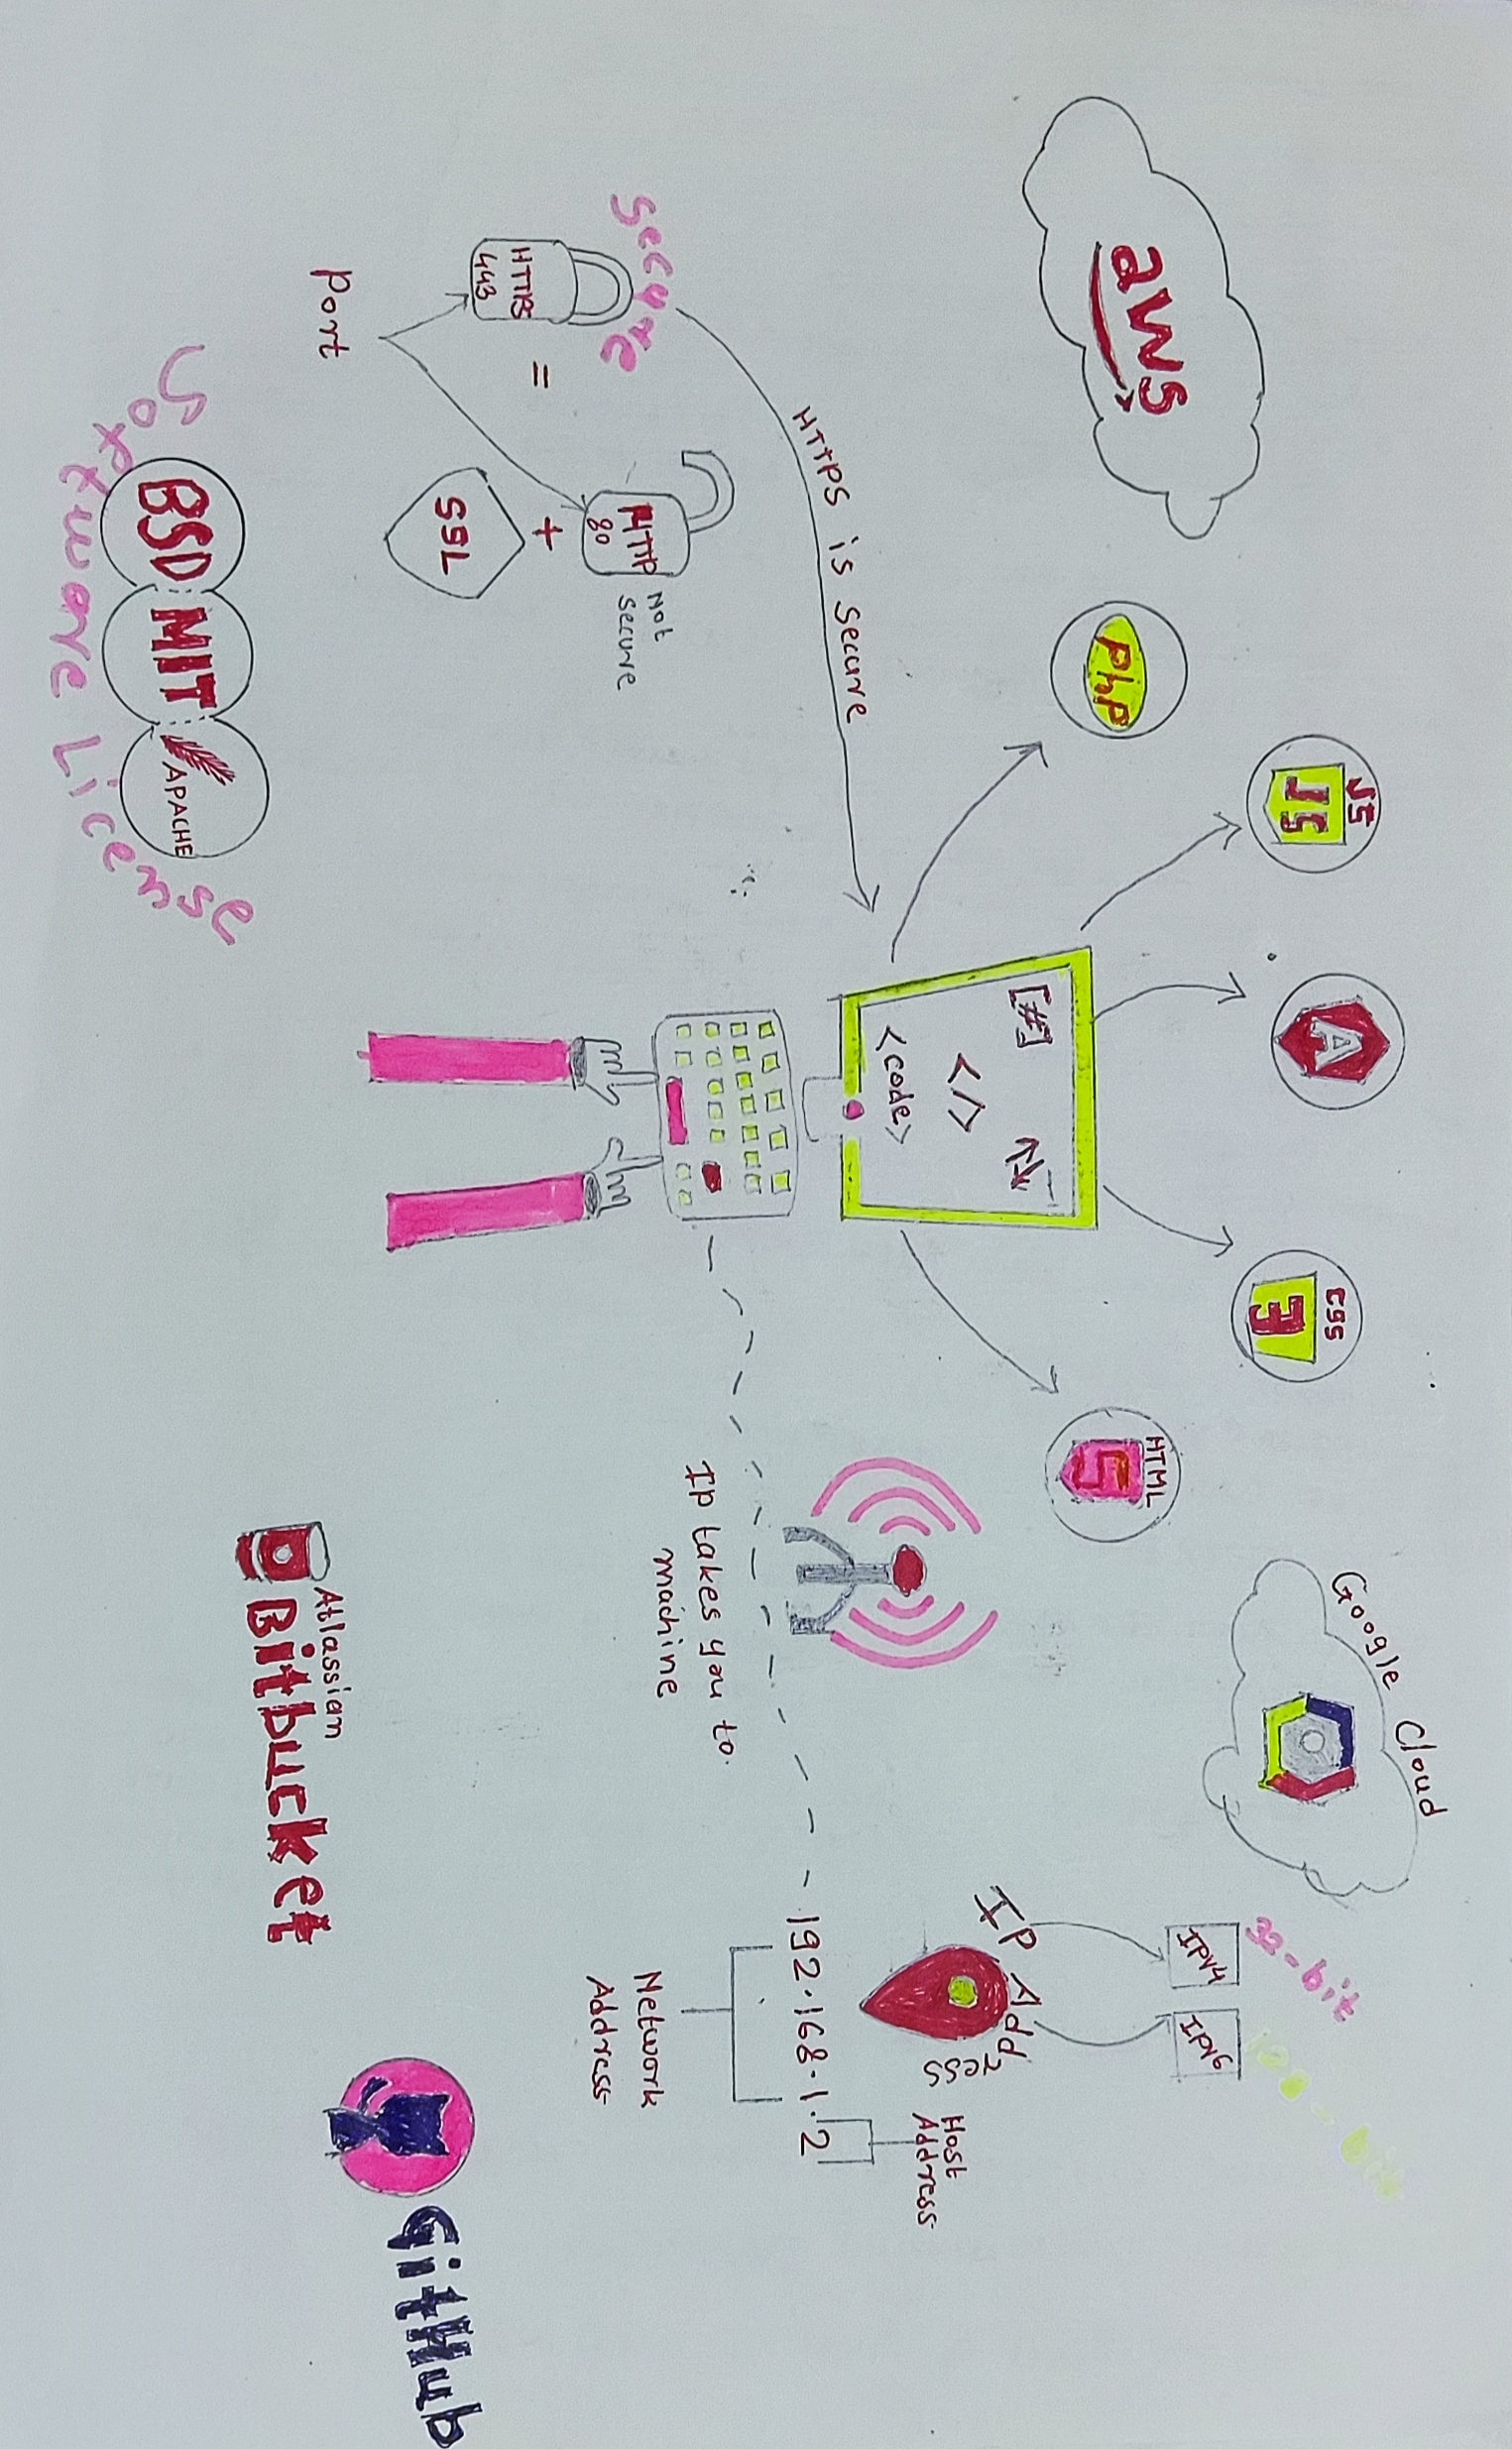 Google Cloud
JS
JS
A
CSS
3
32-bit
128-bit
IPV4
IPV6
aws
PhP
HTML
5
[#]
</>
<code>
IP Address
Host
Address
HTTPS is secure
192.168.1.2
IP takes you to.
machine
Network
Address
secure
HTTPS
443
=
HTTP
80
Not
secure
+
SSL
Port
GitHub
Atlassian
Bitbucket
BSD
MIT
APACHE
Software License